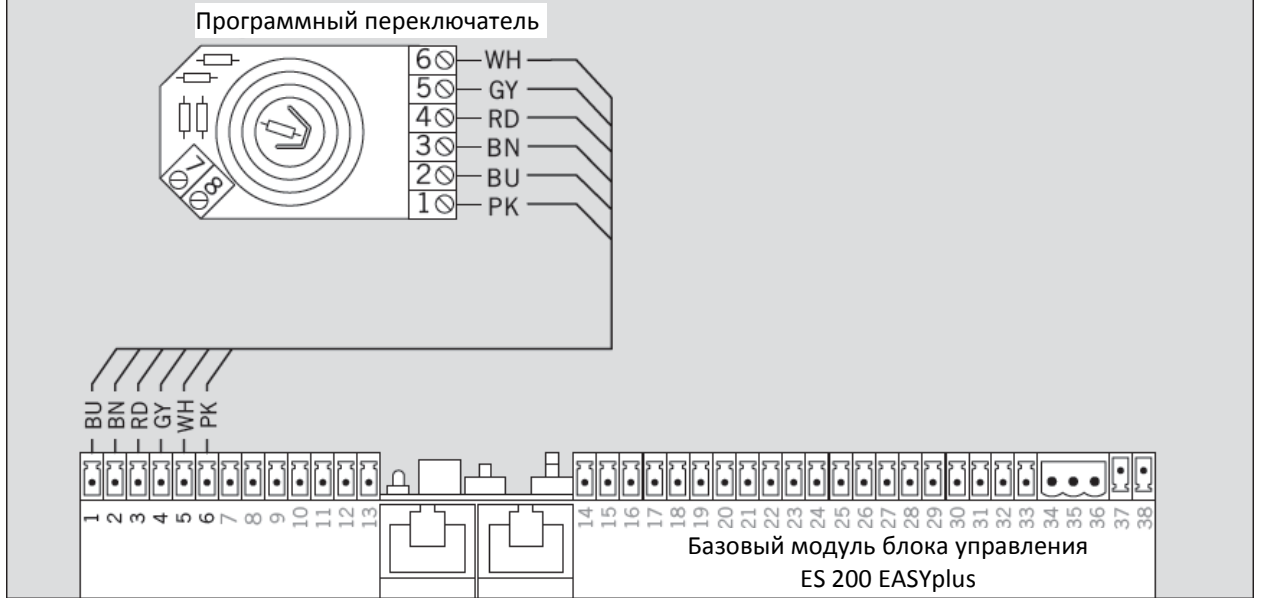 Программный переключатель
6 WH
5 GY
4 RD
3 BN
2 BU
1 PK
7
8
BU BN RD GY WH PK
1 2 3 4 5 6 7 8 9 10 11 12 13 14 15 16 17 18 19 20 21 22 23 24 25 26 27 28 29 30 31 32 33 34 35 36 37 38
Базовый модуль блока управления
ES 200 EASYplus